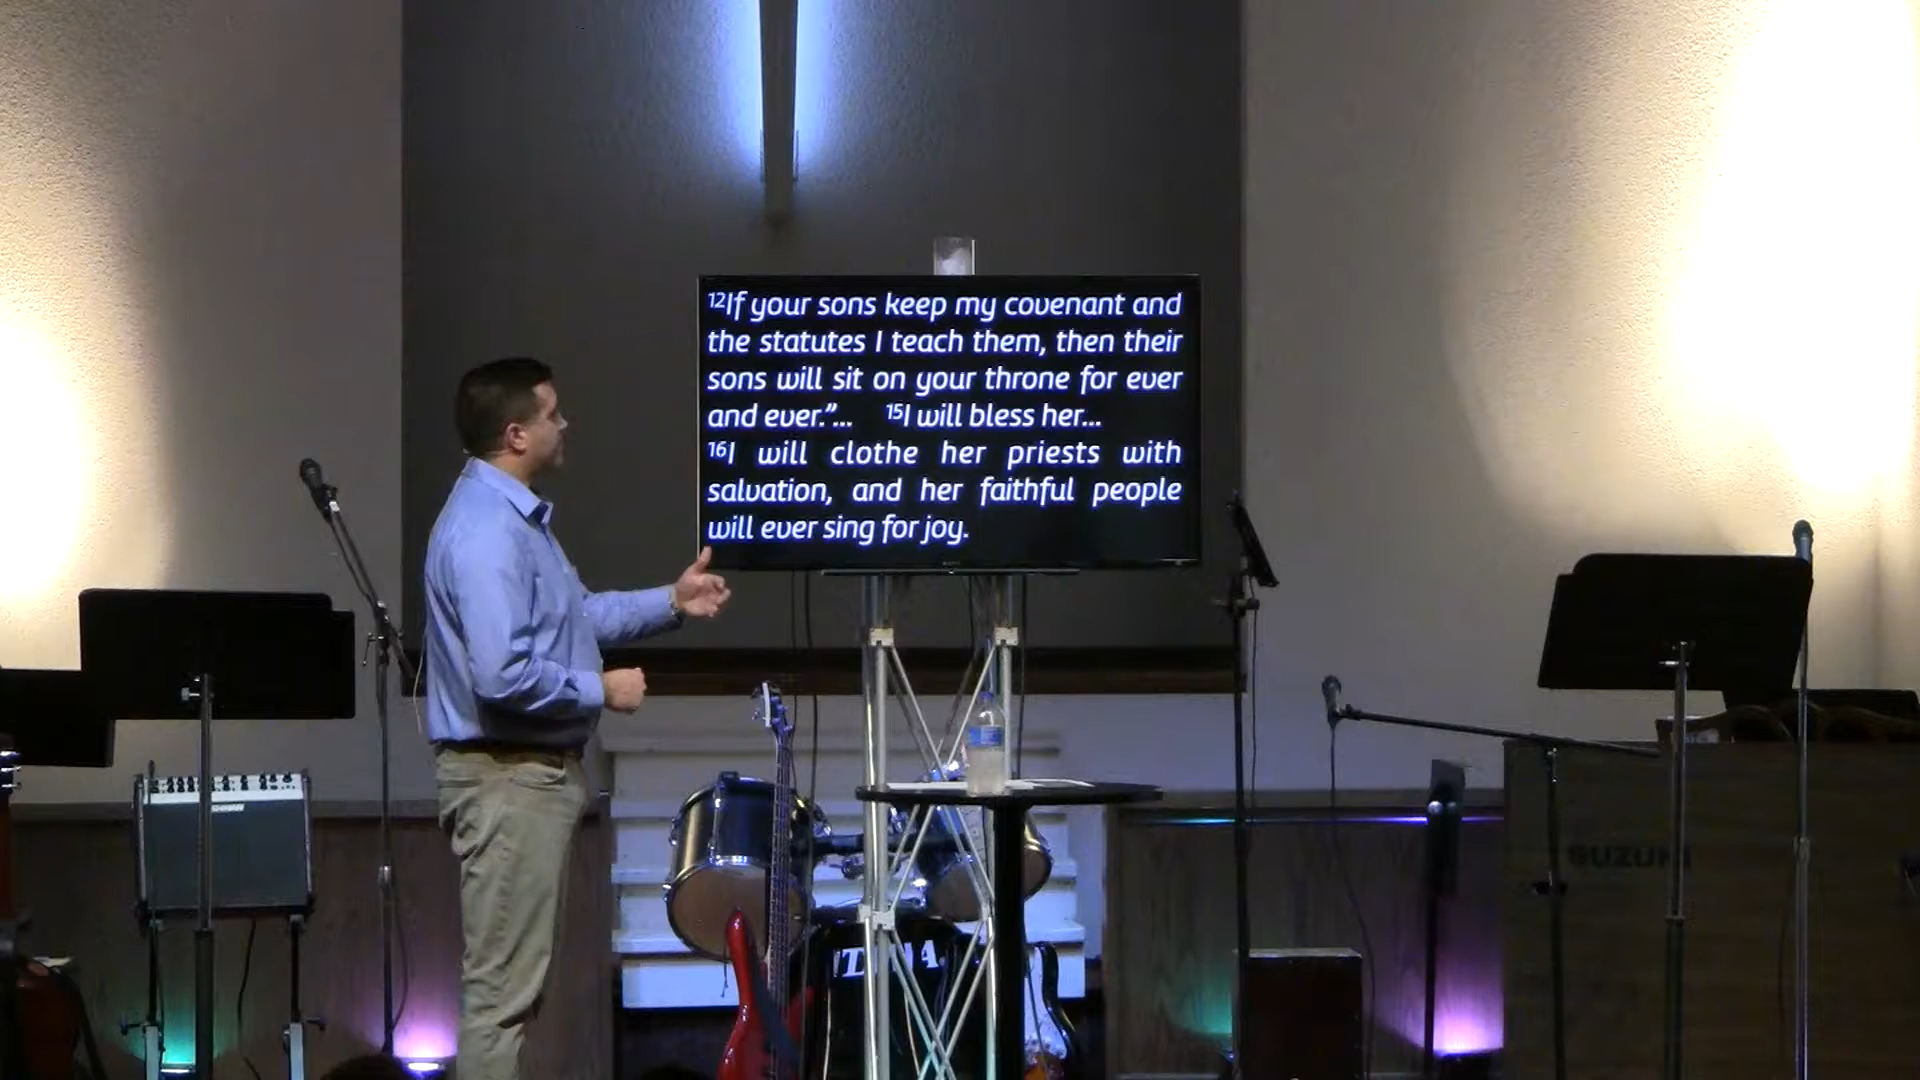 ¹²If your sons keep my covenant and
the statutes I teach them, then their
sons will sit on your throne for ever
and ever.”... ¹⁵I will bless her...
¹⁶I will clothe her priests with
salvation, and her faithful people
will ever sing for joy.
SUZUKI